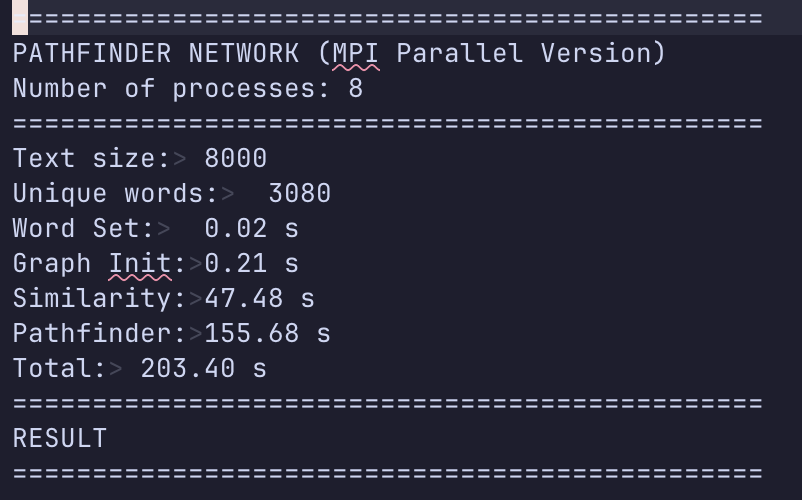 ===============================================
PATHFINDER NETWORK (MPI Parallel Version)
Number of processes: 8
===============================================
Text size:> 8000
Unique words:>  3080
Word Set:>  0.02 s
Graph Init:>0.21 s
Similarity:>47.48 s
Pathfinder:>155.68 s
Total:> 203.40 s
===============================================
RESULT
===============================================